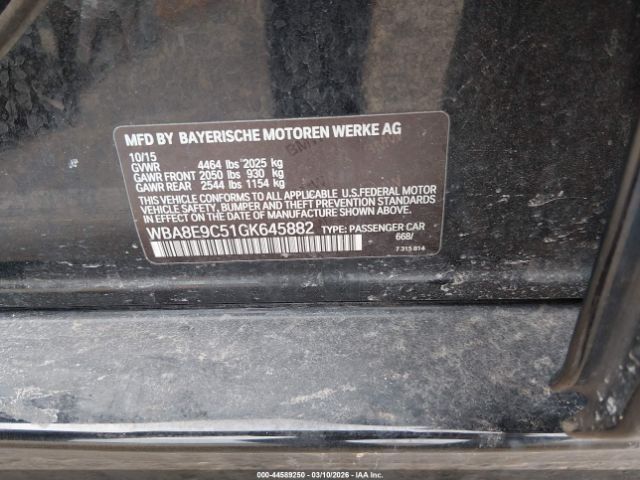 MFD BY BAYERISCHE MOTOREN WERKE AG
10/15
GVWR 4464 lbs 2025 kg
GAWR FRONT 2050 lbs 930 kg
GAWR REAR 2544 lbs 1154 kg
THIS VEHICLE CONFORMS TO ALL APPLICABLE U.S.FEDERAL MOTOR
VEHICLE SAFETY, BUMPER, AND THEFT PREVENTION STANDARDS
IN EFFECT ON THE DATE OF MANUFACTURE SHOWN ABOVE.
WBA8E9C51GK645882 TYPE: PASSENGER CAR
668/
7 315 814
000-44589250 | 03/10/2026 | Copyright IAA, LLC